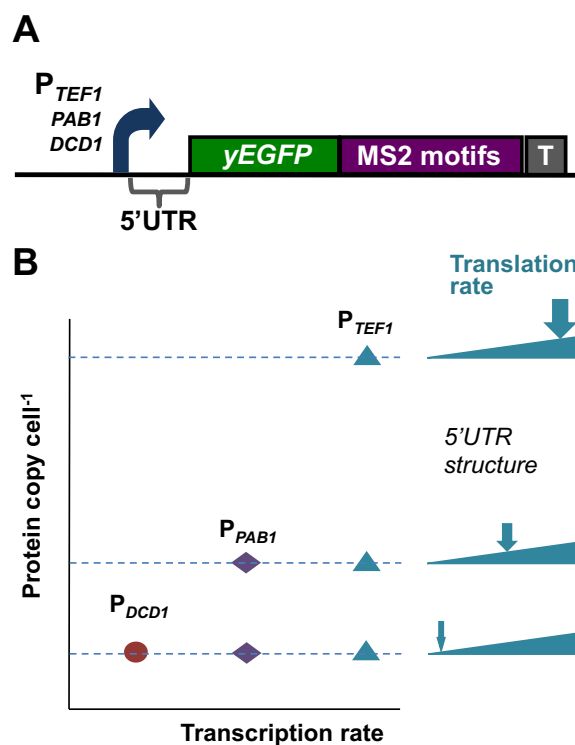 A
P TEF1
PAB1
DCD1
yEGFP MS2 motifs T
5'UTR
B
Translation
rate
P TEF1
5'UTR
structure
P PAB1
P DCD1
Protein copy cell-1
Transcription rate